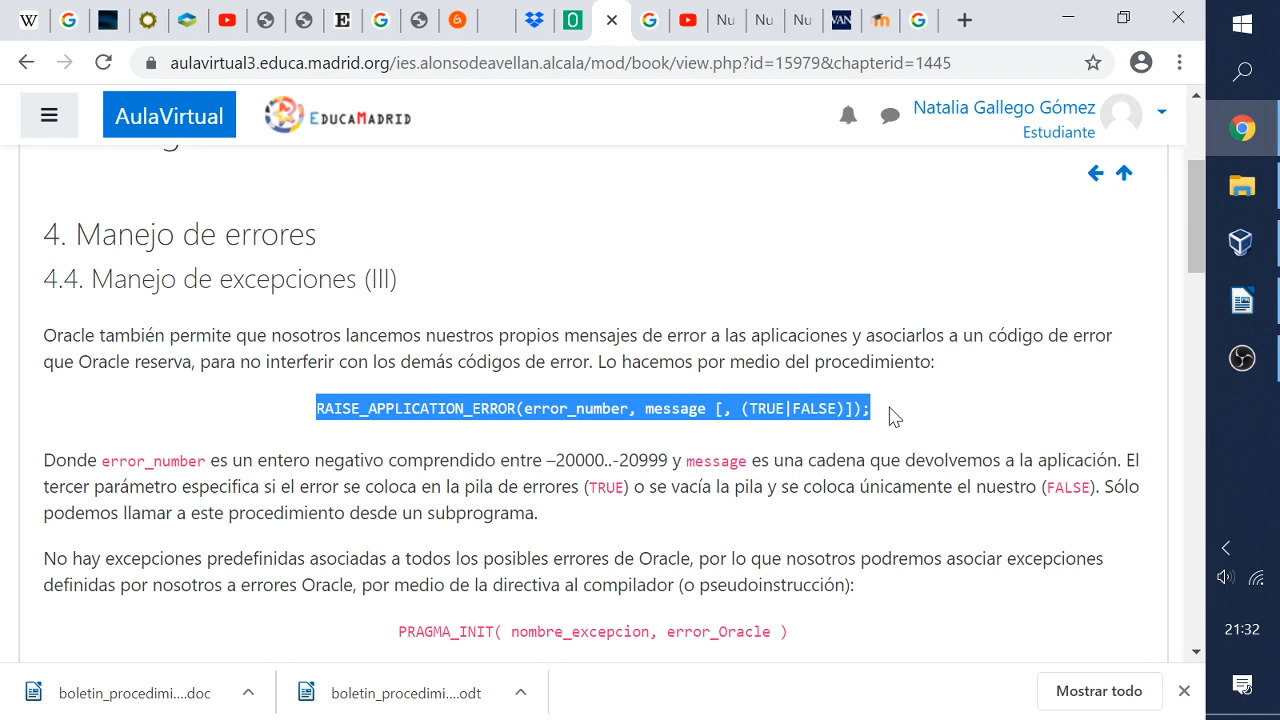 W G E G O G Nu Nu Nu VAN G
aulavirtual3.educa.madrid.org/ies.alonsodeavellan.alcala/mod/book/view.php?id=15979&chapterid=1445
AulaVirtual EDUCAMADRID Natalia Gallego Gómez
Estudiante
4. Manejo de errores
4.4. Manejo de excepciones (III)
Oracle también permite que nosotros lancemos nuestros propios mensajes de error a las aplicaciones y asociarlos a un código de error
que Oracle reserva, para no interferir con los demás códigos de error. Lo hacemos por medio del procedimiento:
RAISE_APPLICATION_ERROR(error_number, message [, (TRUE|FALSE)]);
Donde error_number es un entero negativo comprendido entre –20000..-20999 y message es una cadena que devolvemos a la aplicación. El
tercer parámetro especifica si el error se coloca en la pila de errores (TRUE) o se vacía la pila y se coloca únicamente el nuestro (FALSE). Sólo
podemos llamar a este procedimiento desde un subprograma.
No hay excepciones predefinidas asociadas a todos los posibles errores de Oracle, por lo que nosotros podremos asociar excepciones
definidas por nosotros a errores Oracle, por medio de la directiva al compilador (o pseudoinstrucción):
PRAGMA_INIT( nombre_excepcion, error_Oracle )
21:32
boletin_procedimi....doc boletin_procedimi....odt Mostrar todo